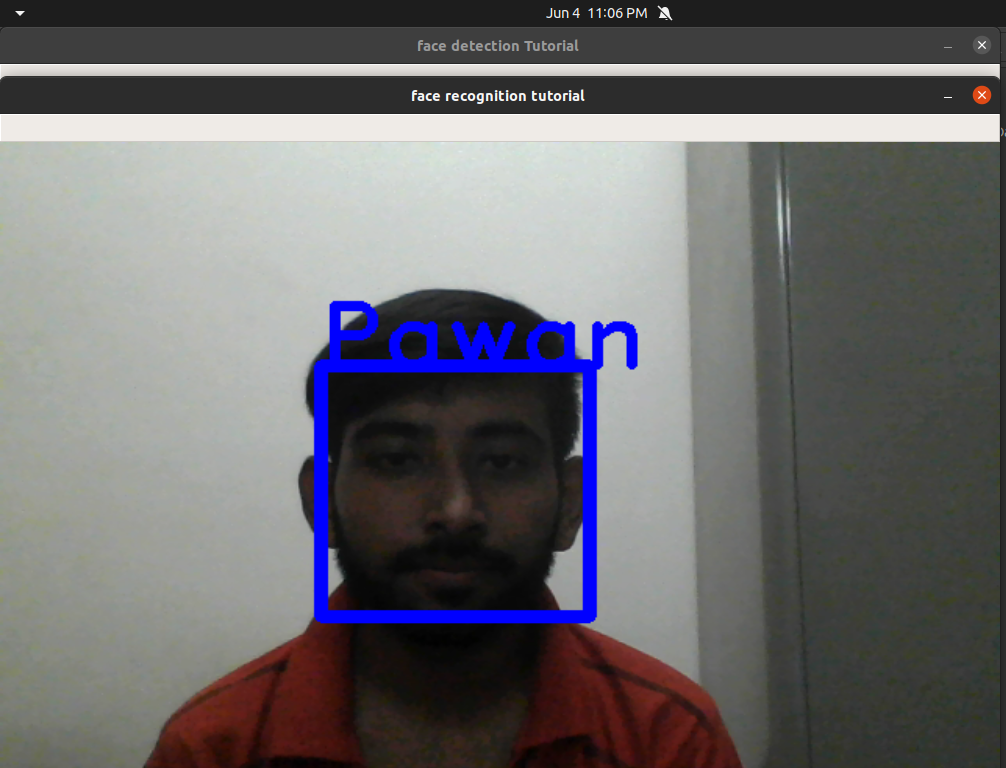 Jun 4 11:06 PM
face detection Tutorial
face recognition tutorial
Pawan